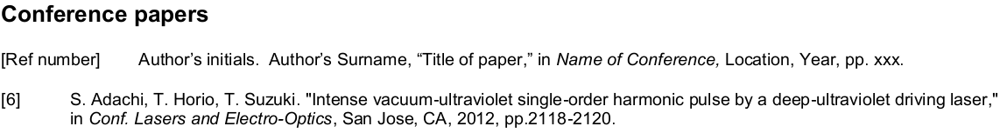 Conference papers
[Ref number] Author’s initials. Author’s Surname, “Title of paper,” in Name of Conference, Location, Year, pp. xxx.
[6] S. Adachi, T. Horio, T. Suzuki. "Intense vacuum-ultraviolet single-order harmonic pulse by a deep-ultraviolet driving laser,"
in Conf. Lasers and Electro-Optics, San Jose, CA, 2012, pp.2118-2120.